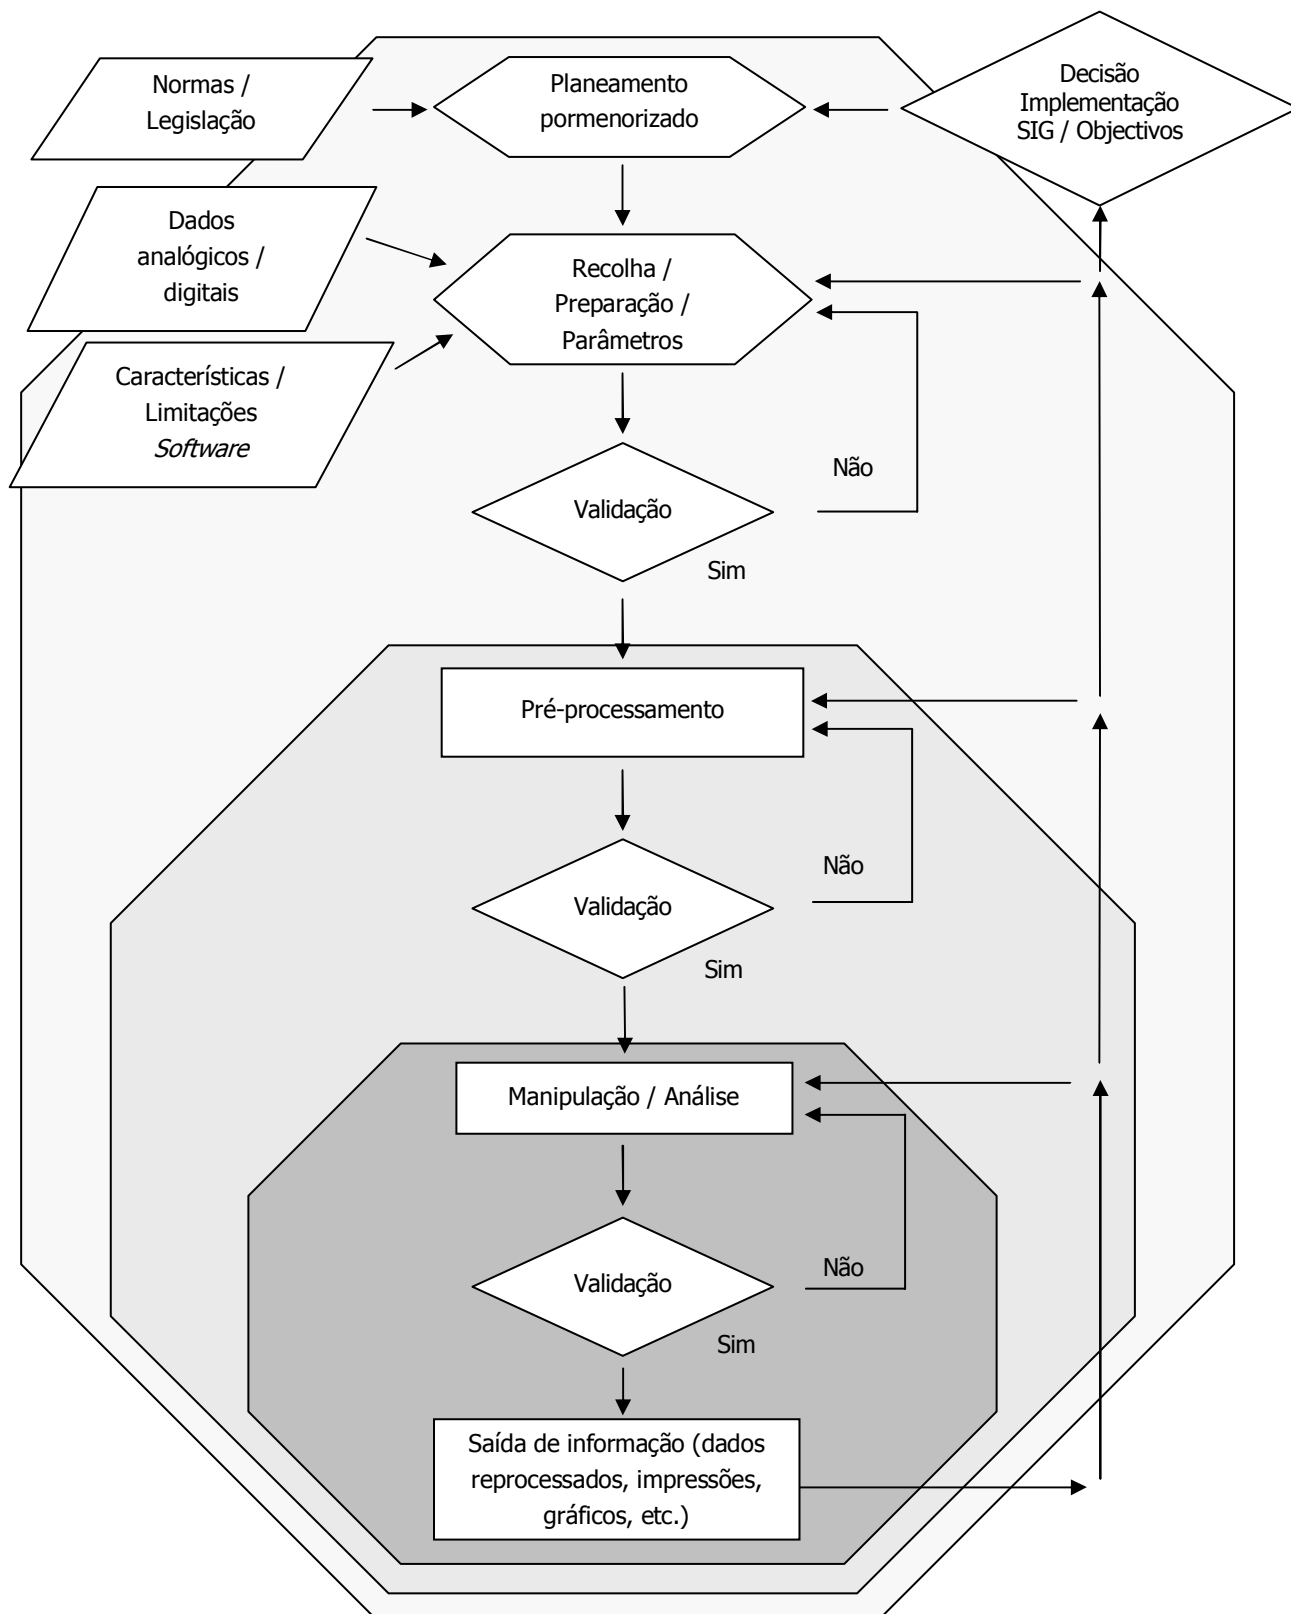 Normas /
Legislação
Planeamento
pormenorizado
Decisão
Implementação
SIG / Objectivos
Dados
analógicos /
digitais
Recolha /
Preparação /
Parâmetros
Característícas /
Limitações
Software
Não
Validação
Sim
Pré-processamento
Não
Validação
Sim
Manipulação / Análise
Não
Validação
Sim
Saída de informação (dados
reprocessados, impressões,
gráficos, etc.)